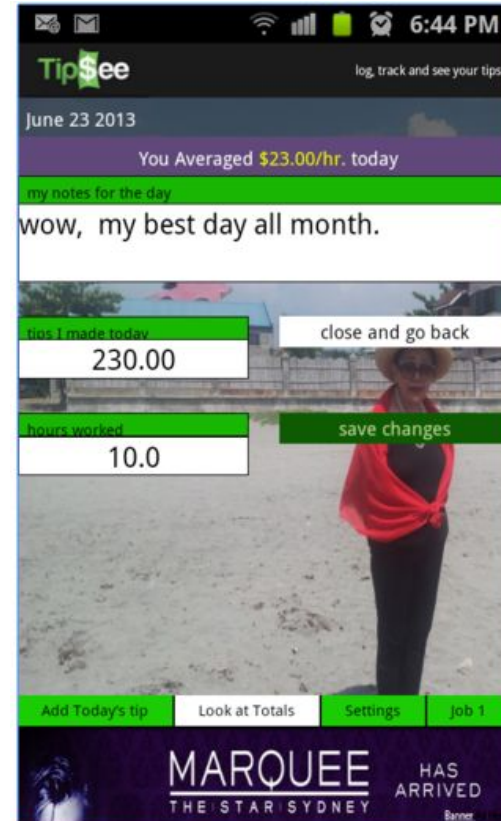 6:44 PM
Tip$ee
log, track and see your tips
June 23 2013
You Averaged $23.00/hr. today
my notes for the day
wow, my best day all month.
tips I made today
230.00
close and go back
hours worked
10.0
save changes
Add Today's tip
Look at Totals
Settings
Job 1
MARQUEE
THE STAR SYDNEY
HAS
ARRIVED
Banner